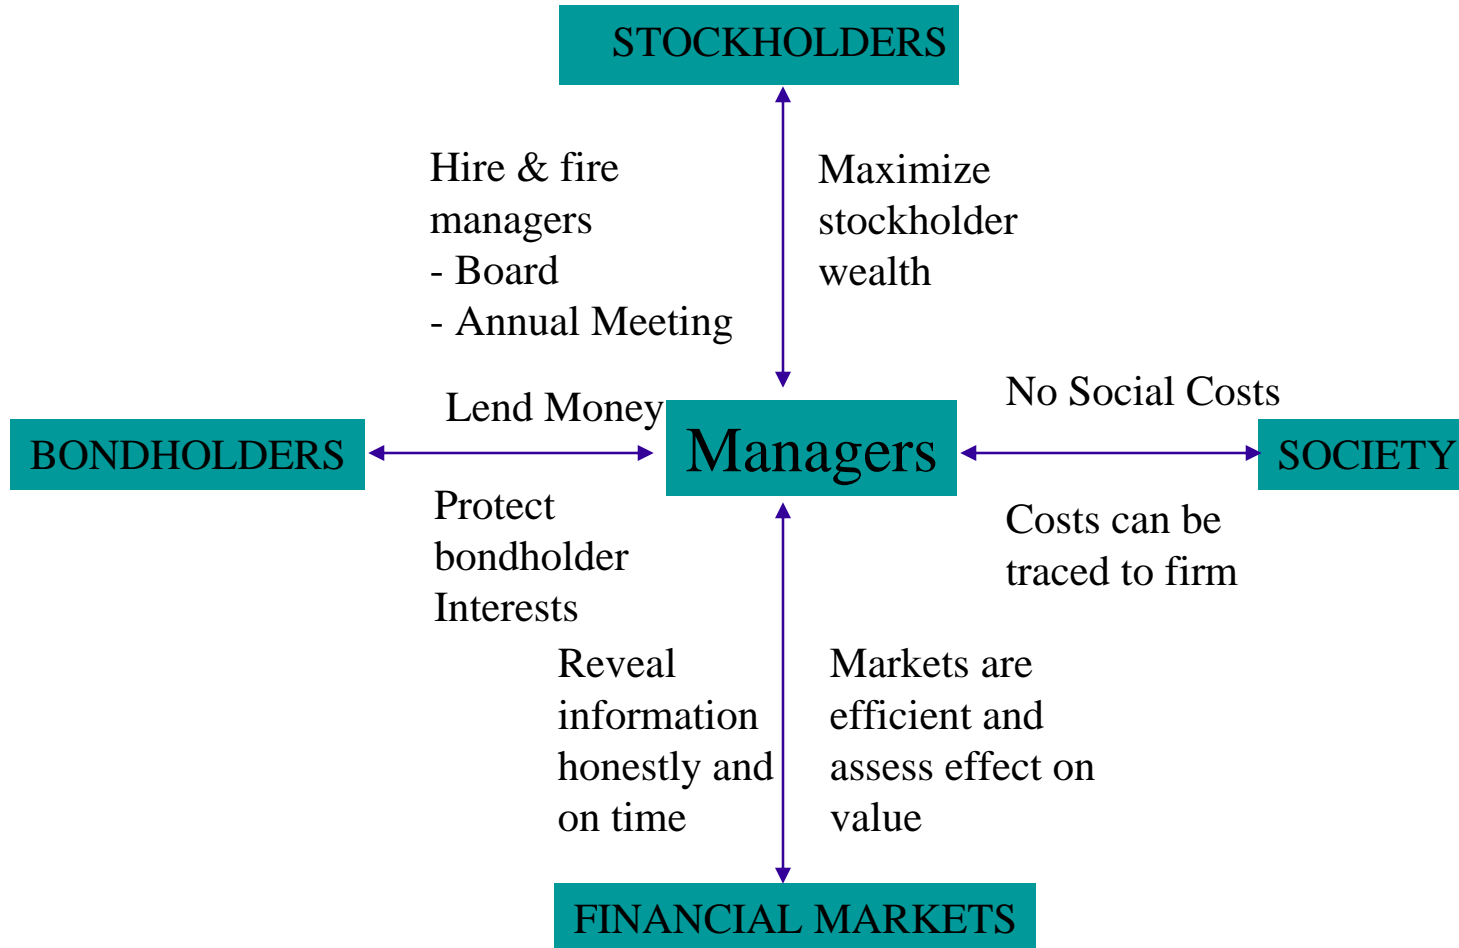 STOCKHOLDERS
Hire & fire
managers
- Board
- Annual Meeting
Maximize
stockholder
wealth
Lend Money
No Social Costs
BONDHOLDERS
Managers
SOCIETY
Protect
bondholder
Interests
Costs can be
traced to firm
Reveal
information
honestly and
on time
Markets are
efficient and
assess effect on
value
FINANCIAL MARKETS